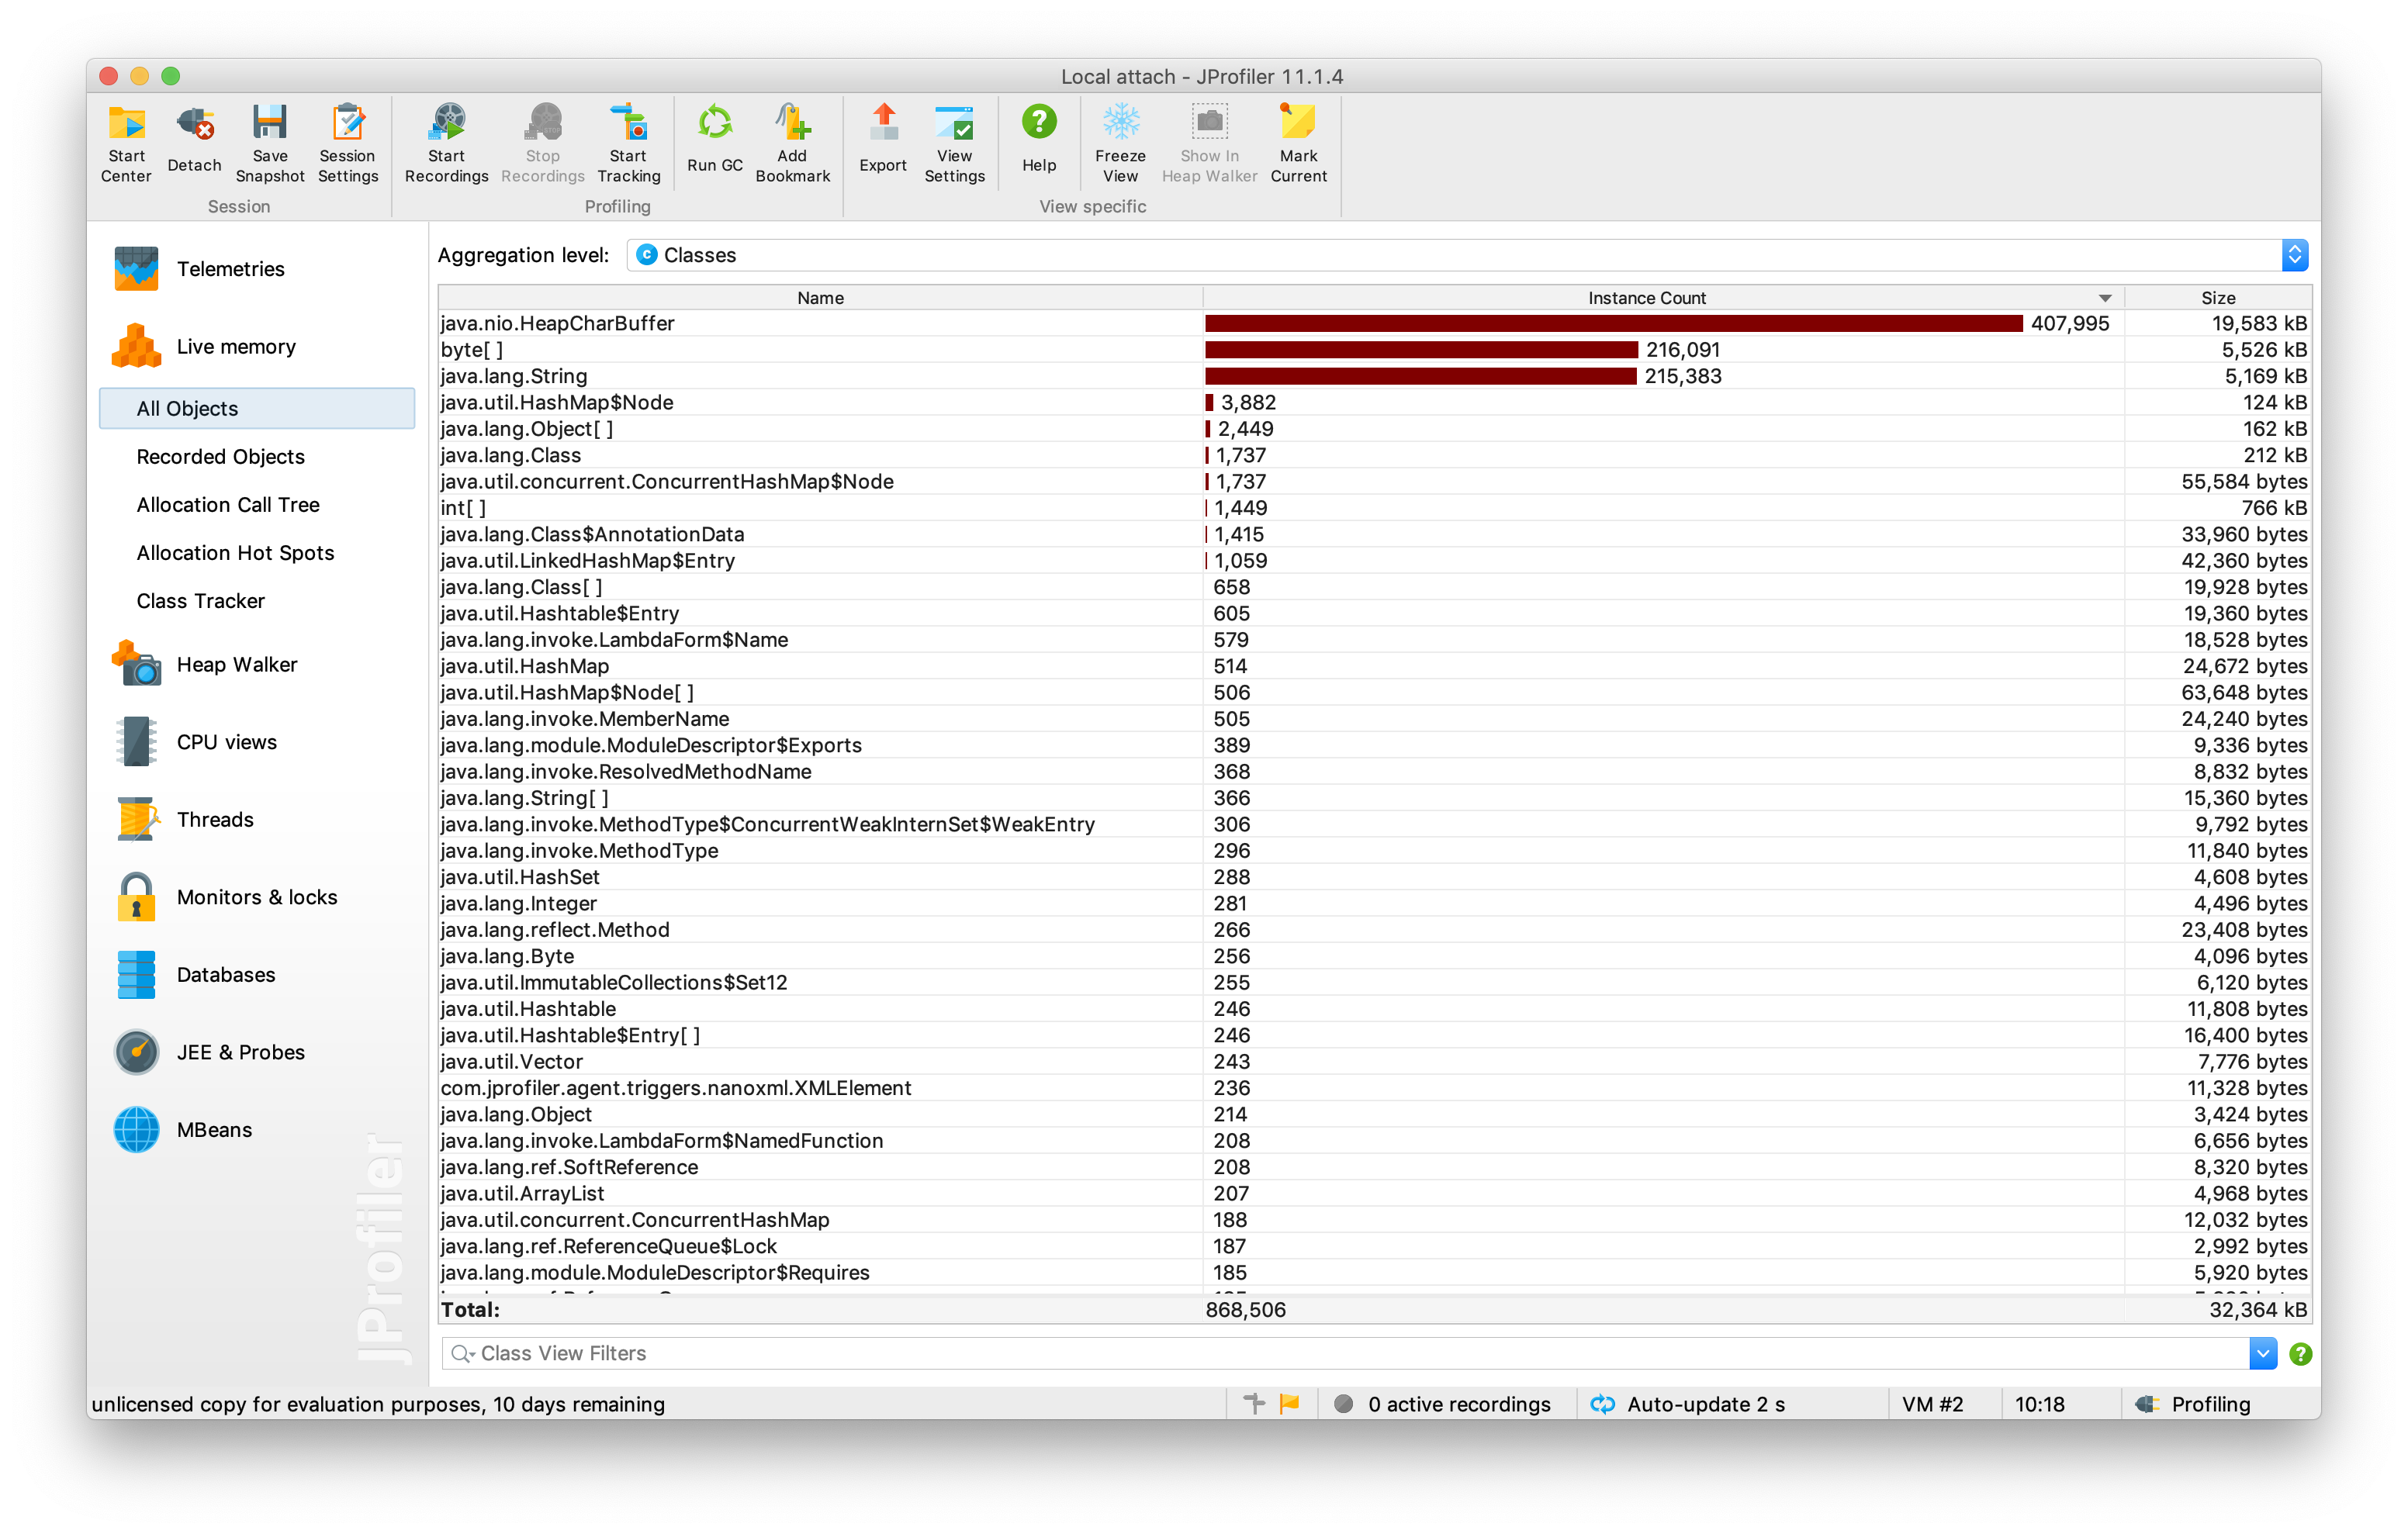 Local attach - JProfiler 11.1.4
Start Center
Detach
Save Snapshot
Session Settings
Start Recordings
Stop Recordings
Start Tracking
Run GC
Add Bookmark
Export
View Settings
Help
Freeze View
Show In Heap Walker
Mark Current
Session
Profiling
View specific
Telemetries
Live memory
All Objects
Recorded Objects
Allocation Call Tree
Allocation Hot Spots
Class Tracker
Heap Walker
CPU views
Threads
Monitors & locks
Databases
JEE & Probes
MBeans
JProfiler
Aggregation level: C Classes
Name Instance Count Size
java.nio.HeapCharBuffer 407,995 19,583 kB
byte[ ] 216,091 5,526 kB
java.lang.String 215,383 5,169 kB
java.util.HashMap$Node 3,882 124 kB
java.lang.Object[ ] 2,449 162 kB
java.lang.Class 1,737 212 kB
java.util.concurrent.ConcurrentHashMap$Node 1,737 55,584 bytes
int[ ] 1,449 766 kB
java.lang.Class$AnnotationData 1,415 33,960 bytes
java.util.LinkedHashMap$Entry 1,059 42,360 bytes
java.lang.Class[ ] 658 19,928 bytes
java.util.Hashtable$Entry 605 19,360 bytes
java.lang.invoke.LambdaForm$Name 579 18,528 bytes
java.util.HashMap 514 24,672 bytes
java.util.HashMap$Node[ ] 506 63,648 bytes
java.lang.invoke.MemberName 505 24,240 bytes
java.lang.module.ModuleDescriptor$Exports 389 9,336 bytes
java.lang.invoke.ResolvedMethodName 368 8,832 bytes
java.lang.String[ ] 366 15,360 bytes
java.lang.invoke.MethodType$ConcurrentWeakInternSet$WeakEntry 306 9,792 bytes
java.lang.invoke.MethodType 296 11,840 bytes
java.util.HashSet 288 4,608 bytes
java.lang.Integer 281 4,496 bytes
java.lang.reflect.Method 266 23,408 bytes
java.lang.Byte 256 4,096 bytes
java.util.ImmutableCollections$Set12 255 6,120 bytes
java.util.Hashtable 246 11,808 bytes
java.util.Hashtable$Entry[ ] 246 16,400 bytes
java.util.Vector 243 7,776 bytes
com.jprofiler.agent.triggers.nanoxml.XMLElement 236 11,328 bytes
java.lang.Object 214 3,424 bytes
java.lang.invoke.LambdaForm$NamedFunction 208 6,656 bytes
java.lang.ref.SoftReference 208 8,320 bytes
java.util.ArrayList 207 4,968 bytes
java.util.concurrent.ConcurrentHashMap 188 12,032 bytes
java.lang.ref.ReferenceQueue$Lock 187 2,992 bytes
java.lang.module.ModuleDescriptor$Requires 185 5,920 bytes
Total: 868,506 32,364 kB
Class View Filters
unlicensed copy for evaluation purposes, 10 days remaining
0 active recordings
Auto-update 2 s
VM #2
10:18
Profiling